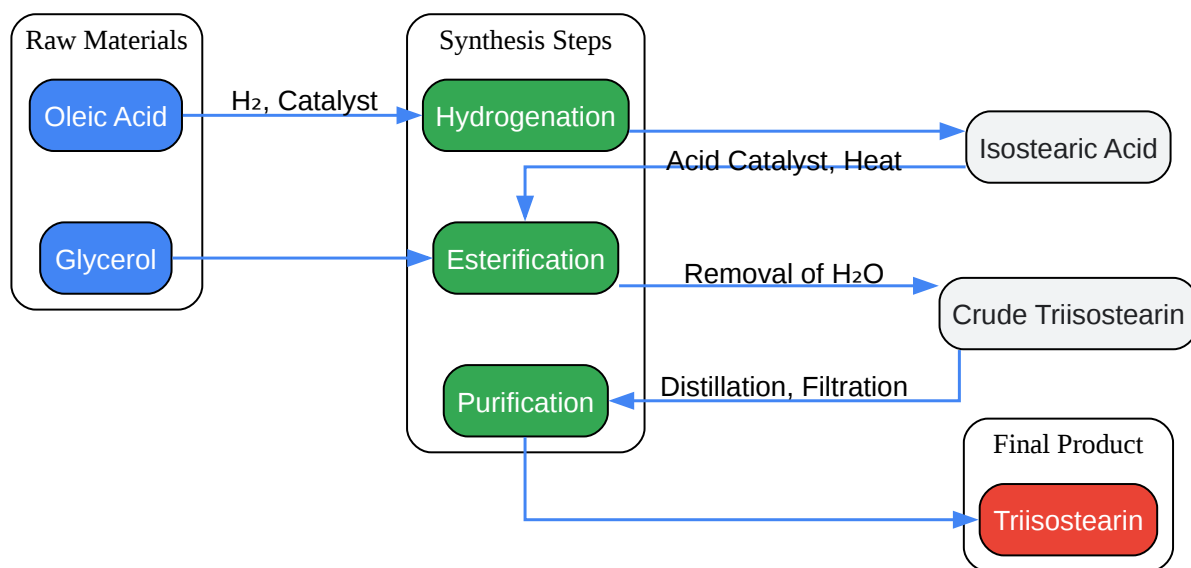 Raw Materials
Synthesis Steps
Oleic Acid
H₂, Catalyst
Hydrogenation
Isostearic Acid
Acid Catalyst, Heat
Glycerol
Esterification
Removal of H₂O
Crude Triisostearin
Purification
Distillation, Filtration
Final Product
Triisostearin